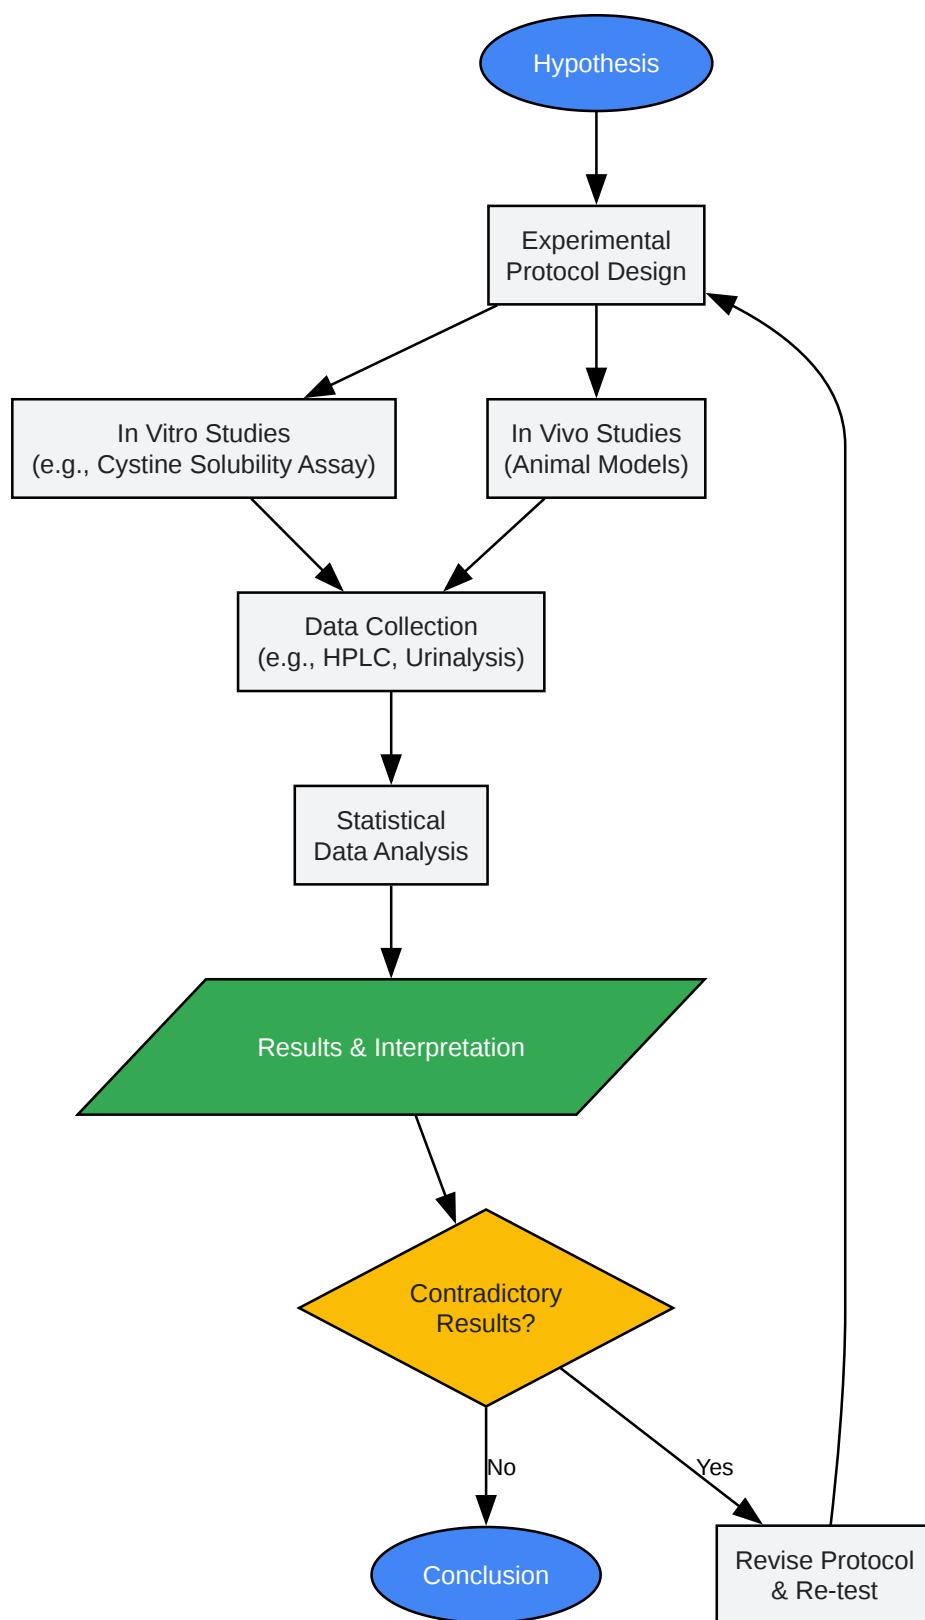 Hypothesis
Experimental
Protocol Design
In Vitro Studies
(e.g., Cystine Solubility Assay)
In Vivo Studies
(Animal Models)
Data Collection
(e.g., HPLC, Urinalysis)
Statistical
Data Analysis
Results & Interpretation
Contradictory
Results?
No
Yes
Conclusion
Revise Protocol
& Re-test